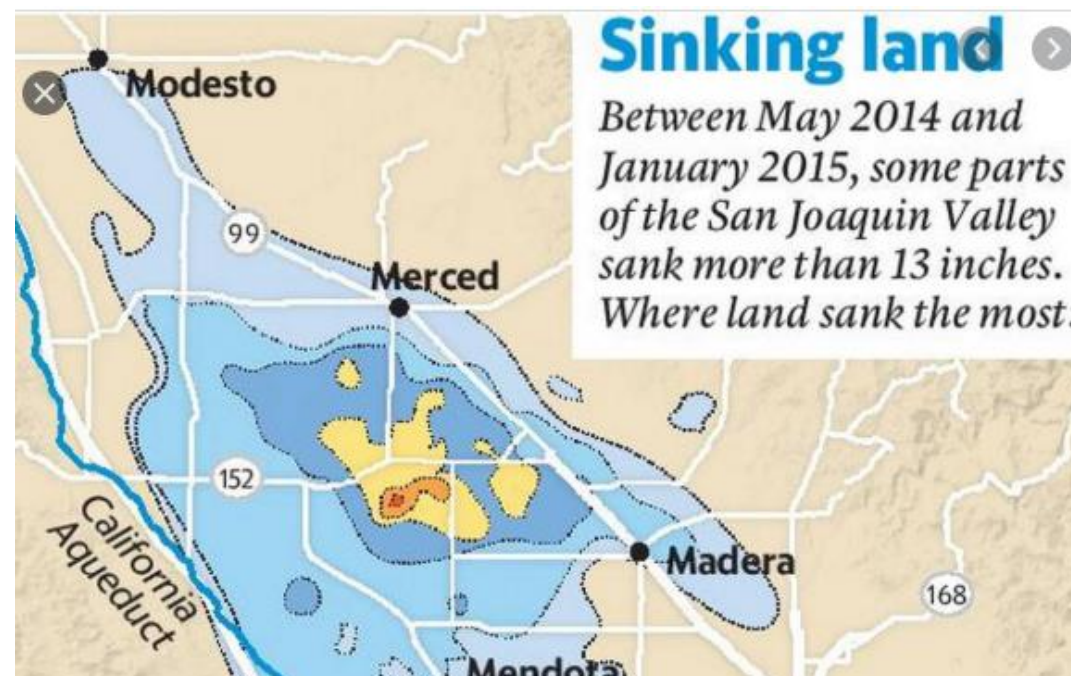 Sinking land
Between May 2014 and
January 2015, some parts
of the San Joaquin Valley
sank more than 13 inches.
Where land sank the most:
Modesto
99
Merced
152
California
Aqueduct
Madera
168
Mendota